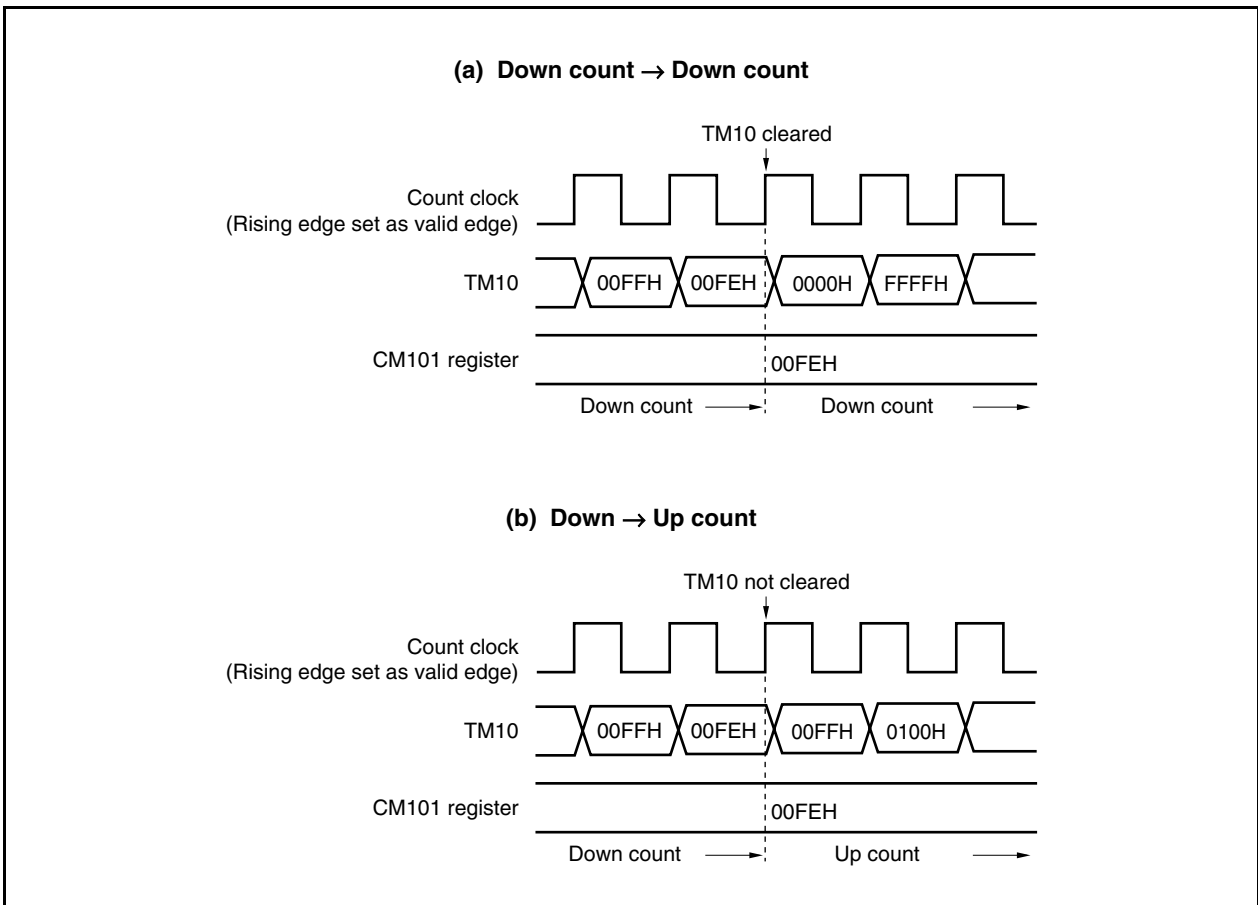 (a) Down count → Down count
TM10 cleared
Count clock
(Rising edge set as valid edge)
TM10
00FFH 00FEH 0000H FFFFH
CM101 register
00FEH
Down count
Down count
(b) Down → Up count
TM10 not cleared
Count clock
(Rising edge set as valid edge)
TM10
00FFH 00FEH 00FFH 0100H
CM101 register
00FEH
Down count
Up count